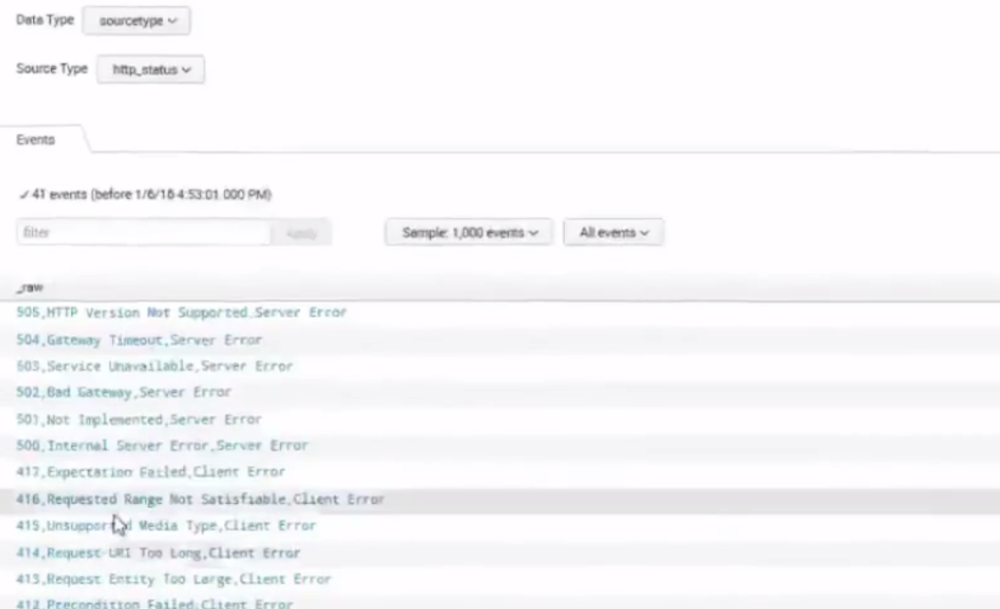 Data Type sourcetype
Source Type http_status
Events
✓ 41 events (before 1/6/16 4:53:01.000 PM)
filter Apply Sample: 1,000 events All events
_raw
505,HTTP Version Not Supported,Server Error
504,Gateway Timeout,Server Error
503,Service Unavailable,Server Error
502,Bad Gateway,Server Error
501,Not Implemented,Server Error
500,Internal Server Error,Server Error
417,Expectation Failed,Client Error
416,Requested Range Not Satisfiable,Client Error
415,Unsupported Media Type,Client Error
414,Request-URI Too Long,Client Error
413,Request Entity Too Large,Client Error
412,Precondition Failed,Client Error